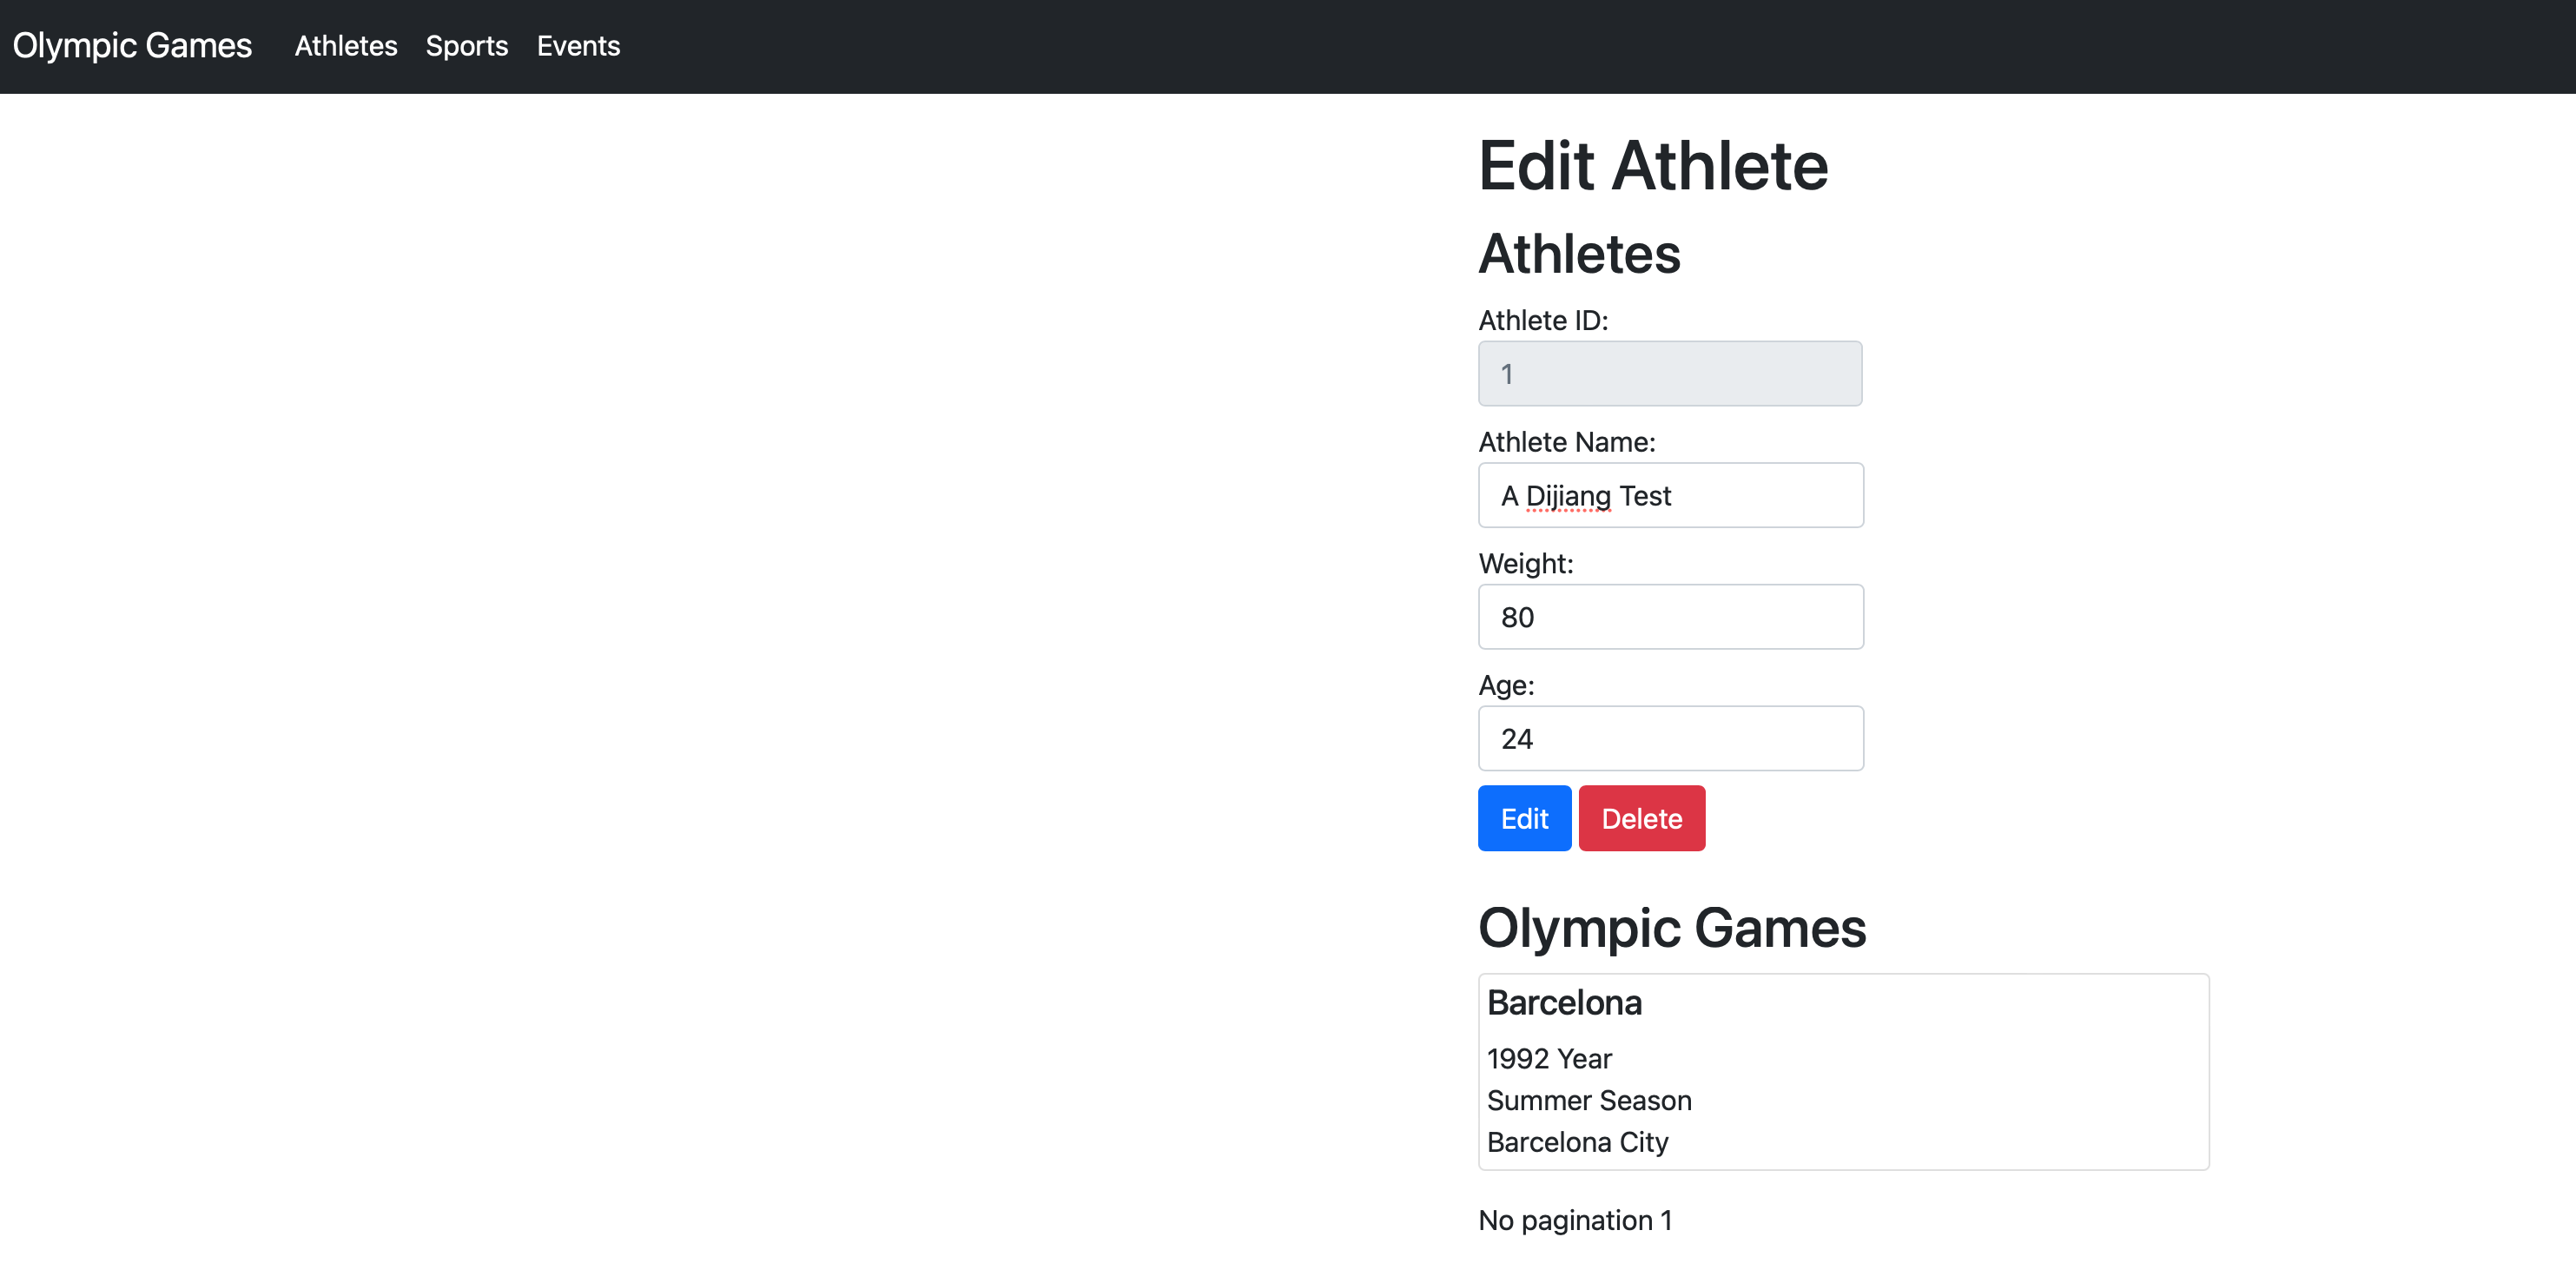 Olympic Games Athletes Sports Events
Edit Athlete
Athletes
Athlete ID:
1
Athlete Name:
A Dijiang Test
Weight:
80
Age:
24
Edit Delete
Olympic Games
Barcelona
1992 Year
Summer Season
Barcelona City
No pagination 1